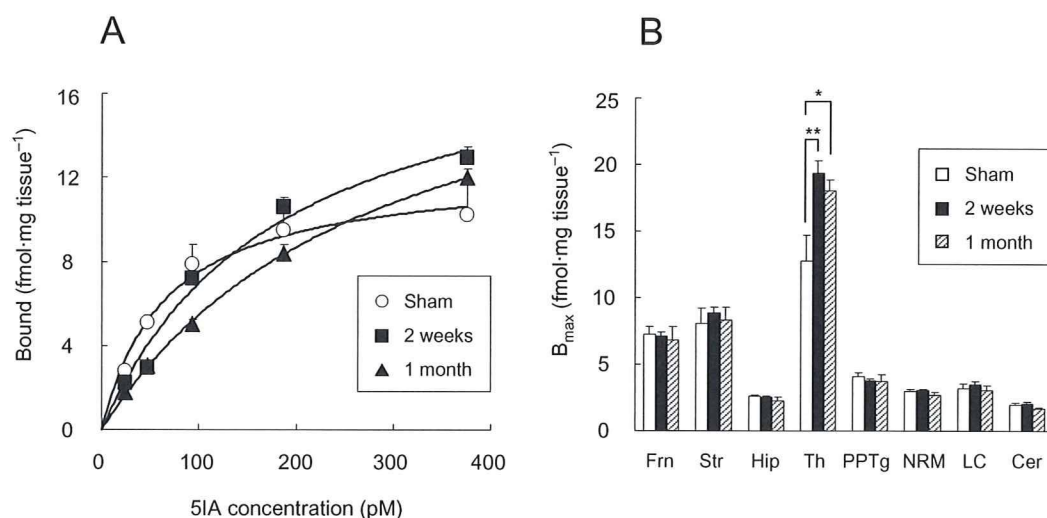 A
16
12
8
4
0
0
100
200
300
400
Bound (fmol·mg tissue⁻¹)
5IA concentration (pM)
Sham
2 weeks
1 month
B
25
20
15
10
5
0
Bmax (fmol·mg tissue⁻¹)
*
**
Sham
2 weeks
1 month
Frn Str Hip Th PPTg NRM LC Cer